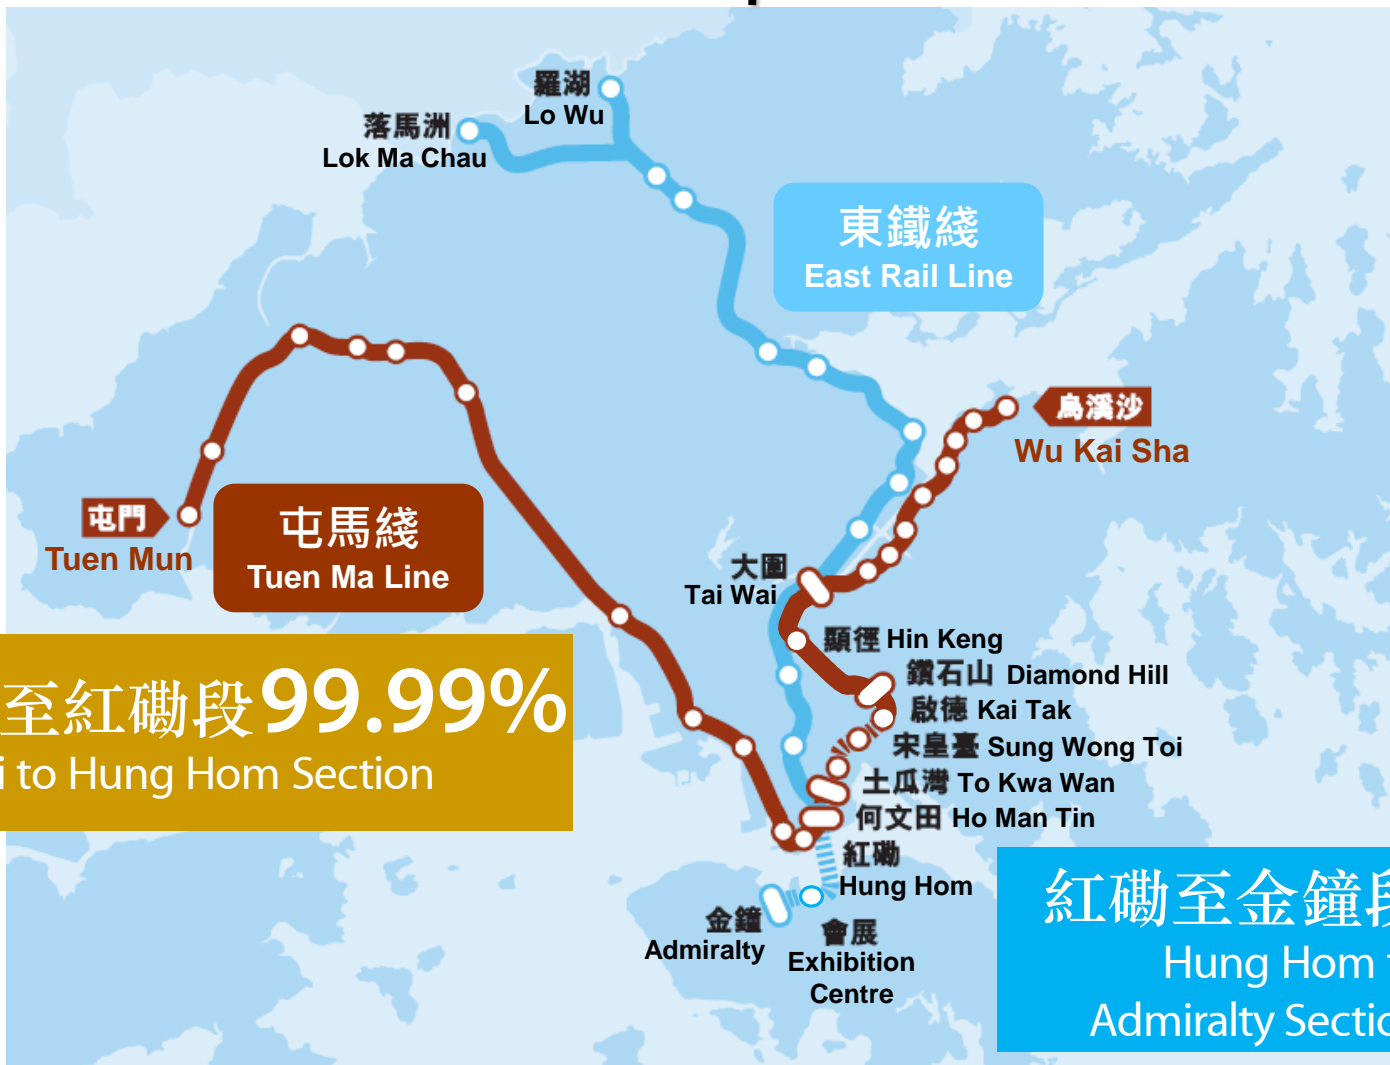 羅湖
Lo Wu
落馬洲
Lok Ma Chau
東鐵綫
East Rail Line
烏溪沙
Wu Kai Sha
屯門
Tuen Mun
屯馬綫
Tuen Ma Line
大圍
Tai Wai
顯徑 Hin Keng
鑽石山 Diamond Hill
啟德 Kai Tak
宋皇臺 Sung Wong Toi
土瓜灣 To Kwa Wan
何文田 Ho Man Tin
紅磡
Hung Hom
至紅磡段99.99%
i to Hung Hom Section
金鐘
Admiralty
會展
Exhibition
Centre
紅磡至金鐘段
Hung Hom
Admiralty Sectio